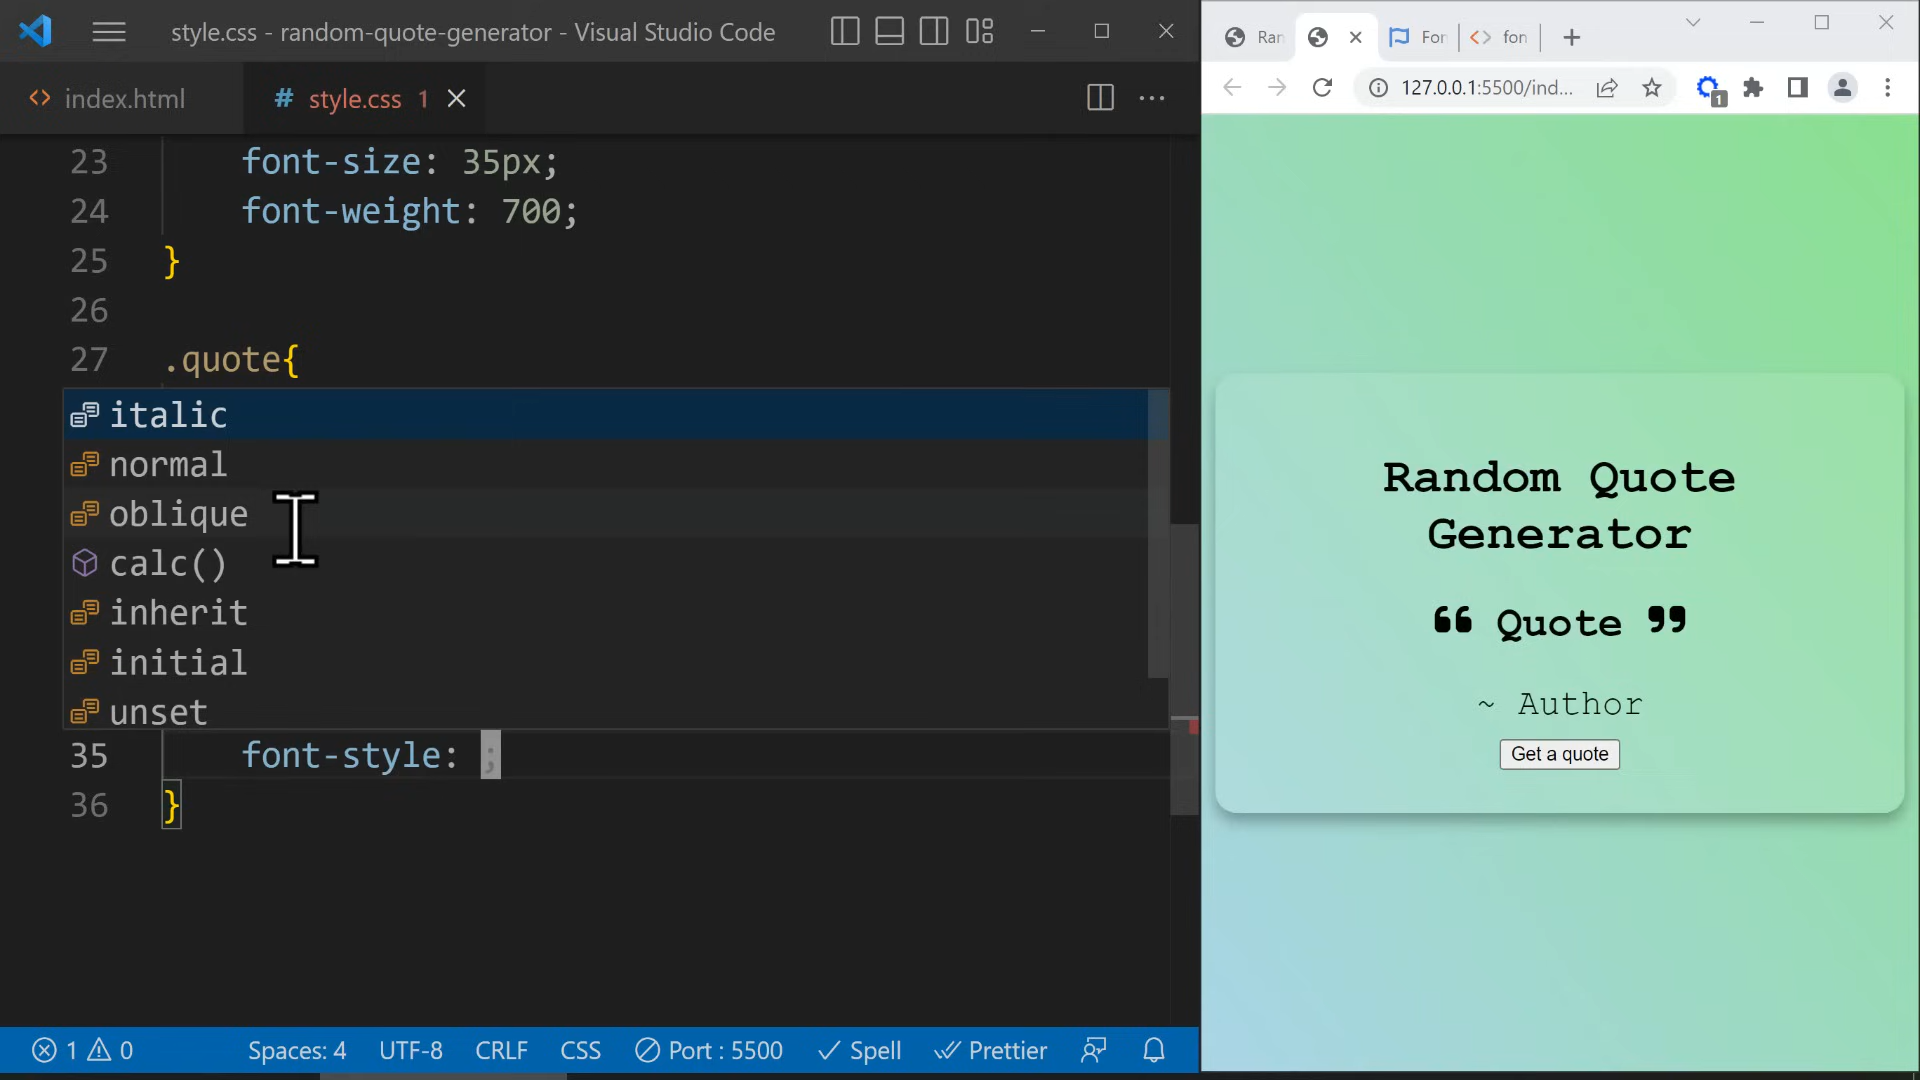 style.css - random-quote-generator - Visual Studio Code
index.html
# style.css 1
23 font-size: 35px;
24 font-weight: 700;
25 }
26
27 .quote{
italic
normal
oblique
calc()
inherit
initial
unset
35 font-style: ;
36 }
1 0 Spaces: 4 UTF-8 CRLF CSS Port : 5500 Spell Prettier
Ran For fon
127.0.0.1:5500/ind...
1
Random Quote
Generator
“ Quote ”
~ Author
Get a quote